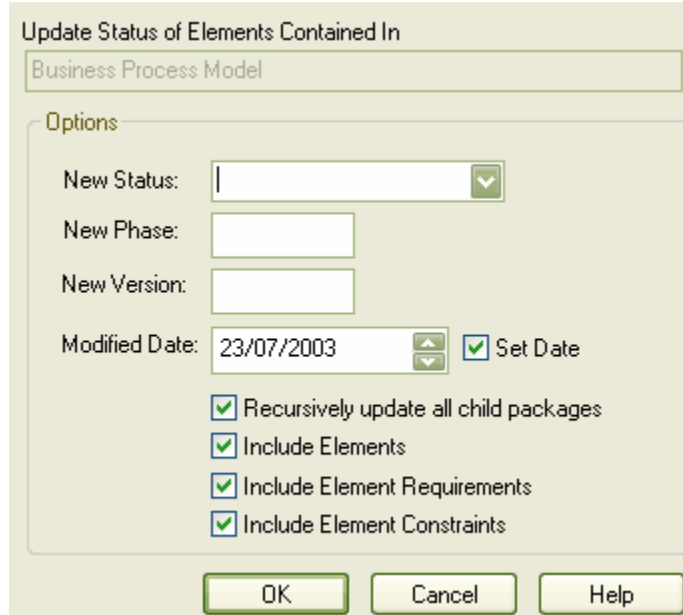 Update Status of Elements Contained In
Business Process Model
Options
New Status:
New Phase:
New Version:
Modified Date: 23/07/2003 Set Date
Recursively update all child packages
Include Elements
Include Element Requirements
Include Element Constraints
OK Cancel Help